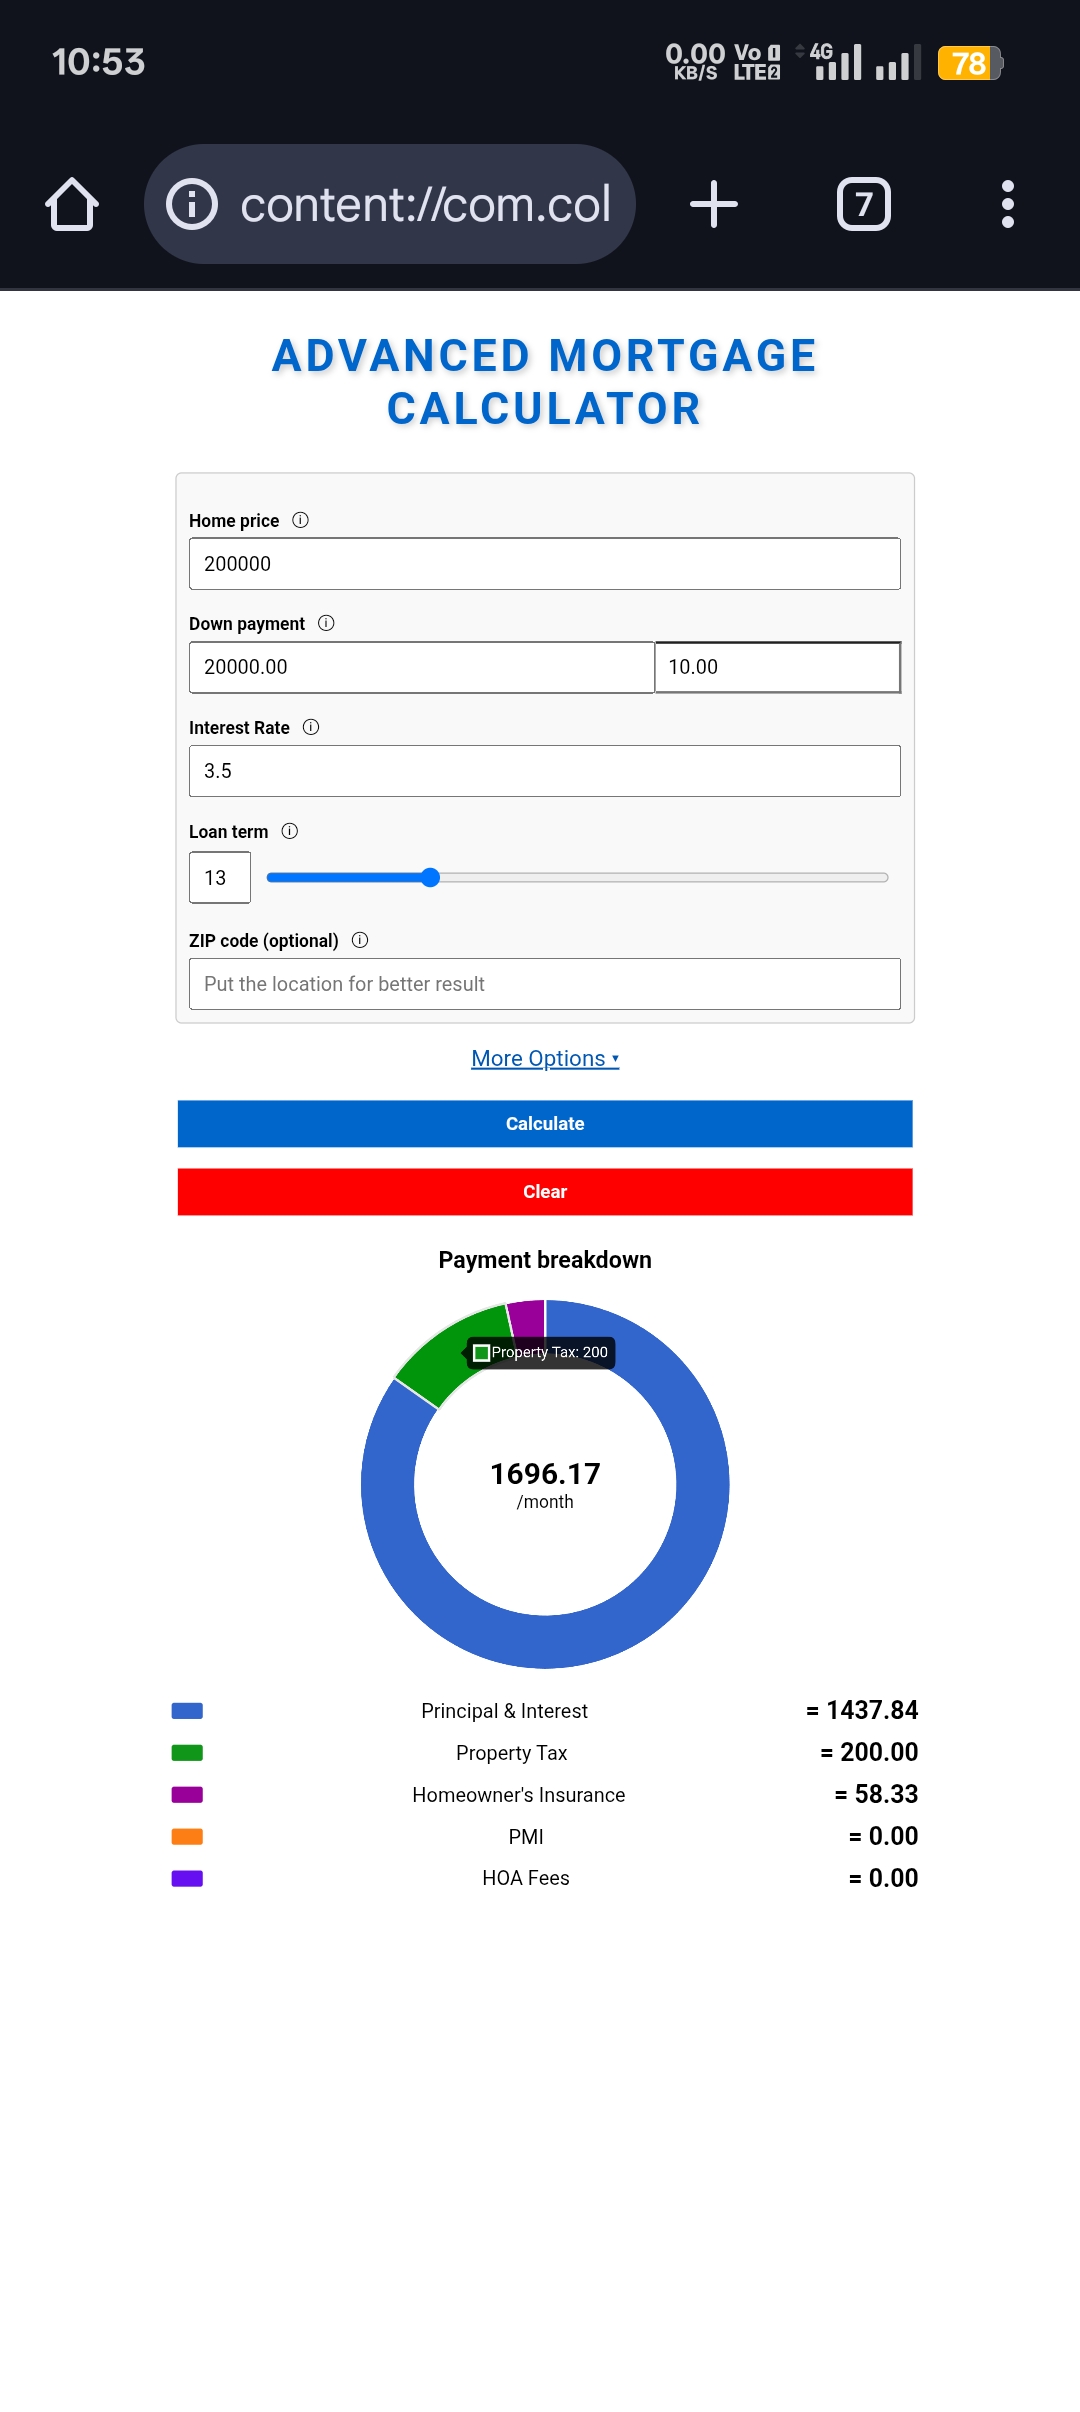 10:53
0.00 KB/S Vo 1 LTE 2 4G 78
content://com.col
7
ADVANCED MORTGAGE
CALCULATOR
Home price
200000
Down payment
20000.00 10.00
Interest Rate
3.5
Loan term
13
ZIP code (optional)
Put the location for better result
More Options ▾
Calculate
Clear
Payment breakdown
Property Tax: 200
1696.17
/month
Principal & Interest = 1437.84
Property Tax = 200.00
Homeowner's Insurance = 58.33
PMI = 0.00
HOA Fees = 0.00